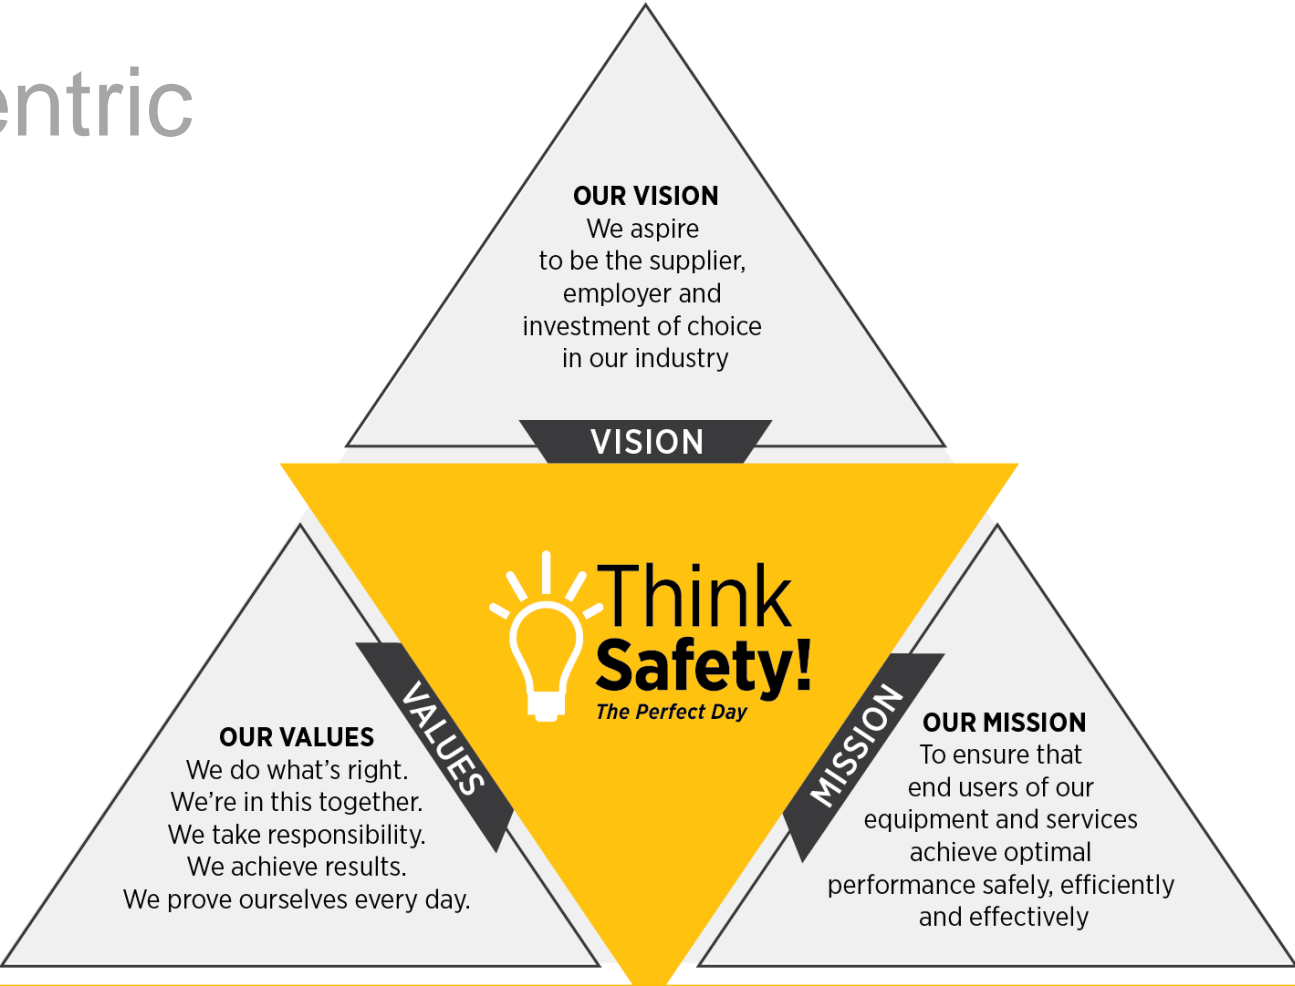 entric
OUR VISION
We aspire
to be the supplier,
employer and
investment of choice
in our industry
VISION
Think
Safety!
The Perfect Day
VALUES
OUR VALUES
We do what's right.
We're in this together.
We take responsibility.
We achieve results.
We prove ourselves every day.
MISSION
OUR MISSION
To ensure that
end users of our
equipment and services
achieve optimal
performance safely, efficiently
and effectively